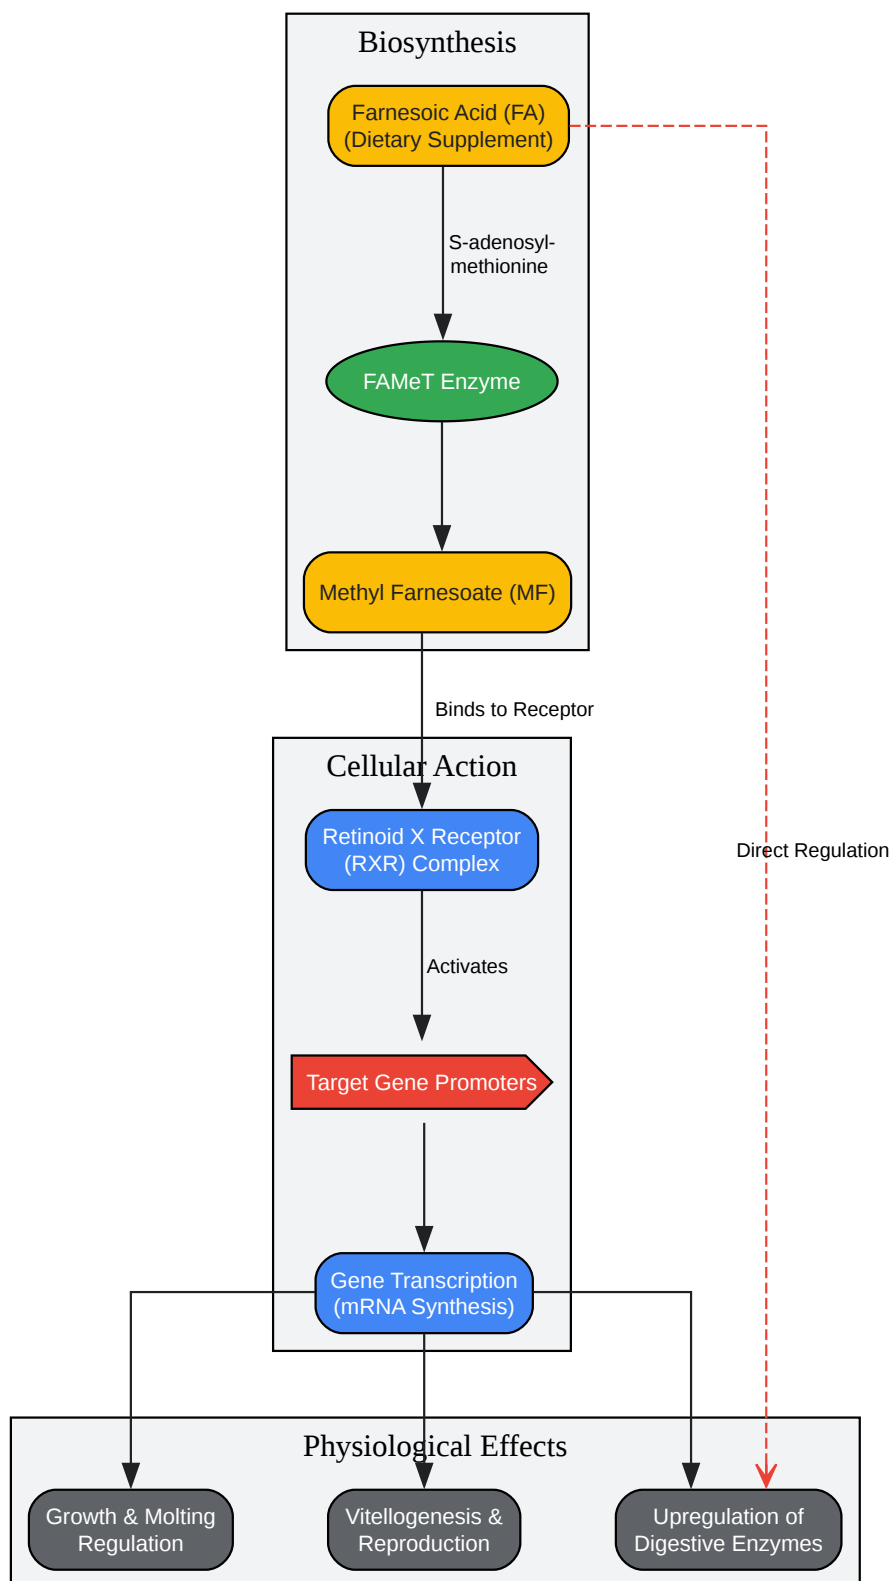 Biosynthesis
Farnesoic Acid (FA)
(Dietary Supplement)
S-adenosyl-
methionine
FAMeT Enzyme
Methyl Farnesoate (MF)
Binds to Receptor
Cellular Action
Retinoid X Receptor
(RXR) Complex
Direct Regulation
Activates
Target Gene Promoters
Gene Transcription
(mRNA Synthesis)
Physiological Effects
Growth & Molting
Regulation
Vitellogenesis &
Reproduction
Upregulation of
Digestive Enzymes